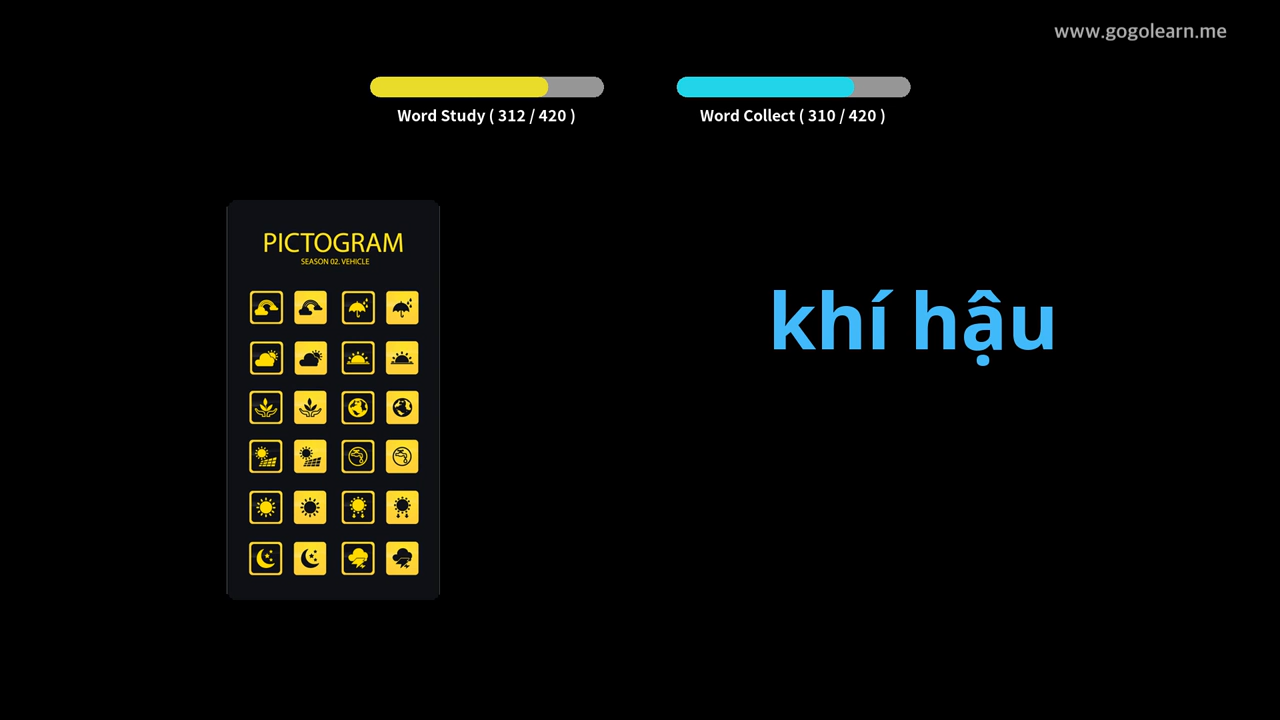 www.gogolearn.me
Word Study ( 312 / 420 )
Word Collect ( 310 / 420 )
PICTOGRAM
SEASON 02. VEHICLE
khí hậu